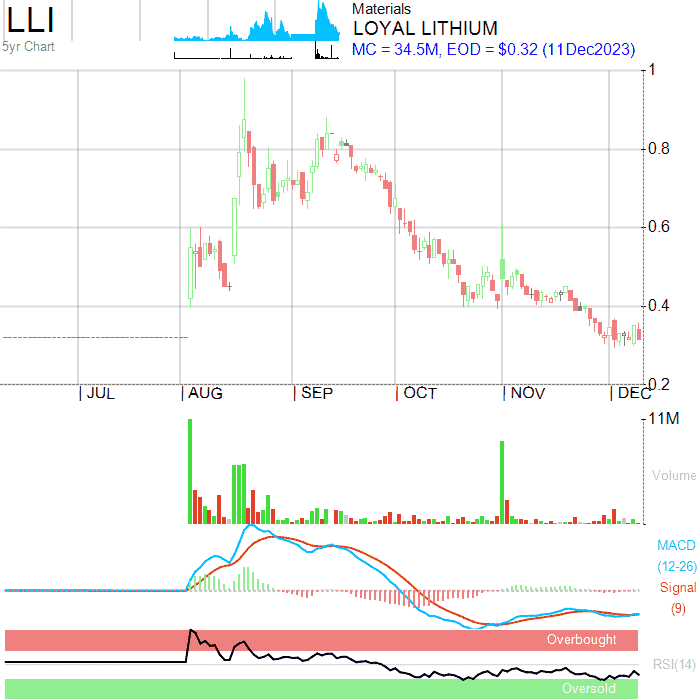 LLI
5yr Chart
Materials
LOYAL LITHIUM
MC = 34.5M, EOD = $0.32 (11Dec2023)
1
0.8
0.6
0.4
0.2
JUL
AUG
SEP
OCT
NOV
DEC
11M
Volume
MACD
(12-26)
Signal
(9)
Overbought
RSI(14)
Oversold